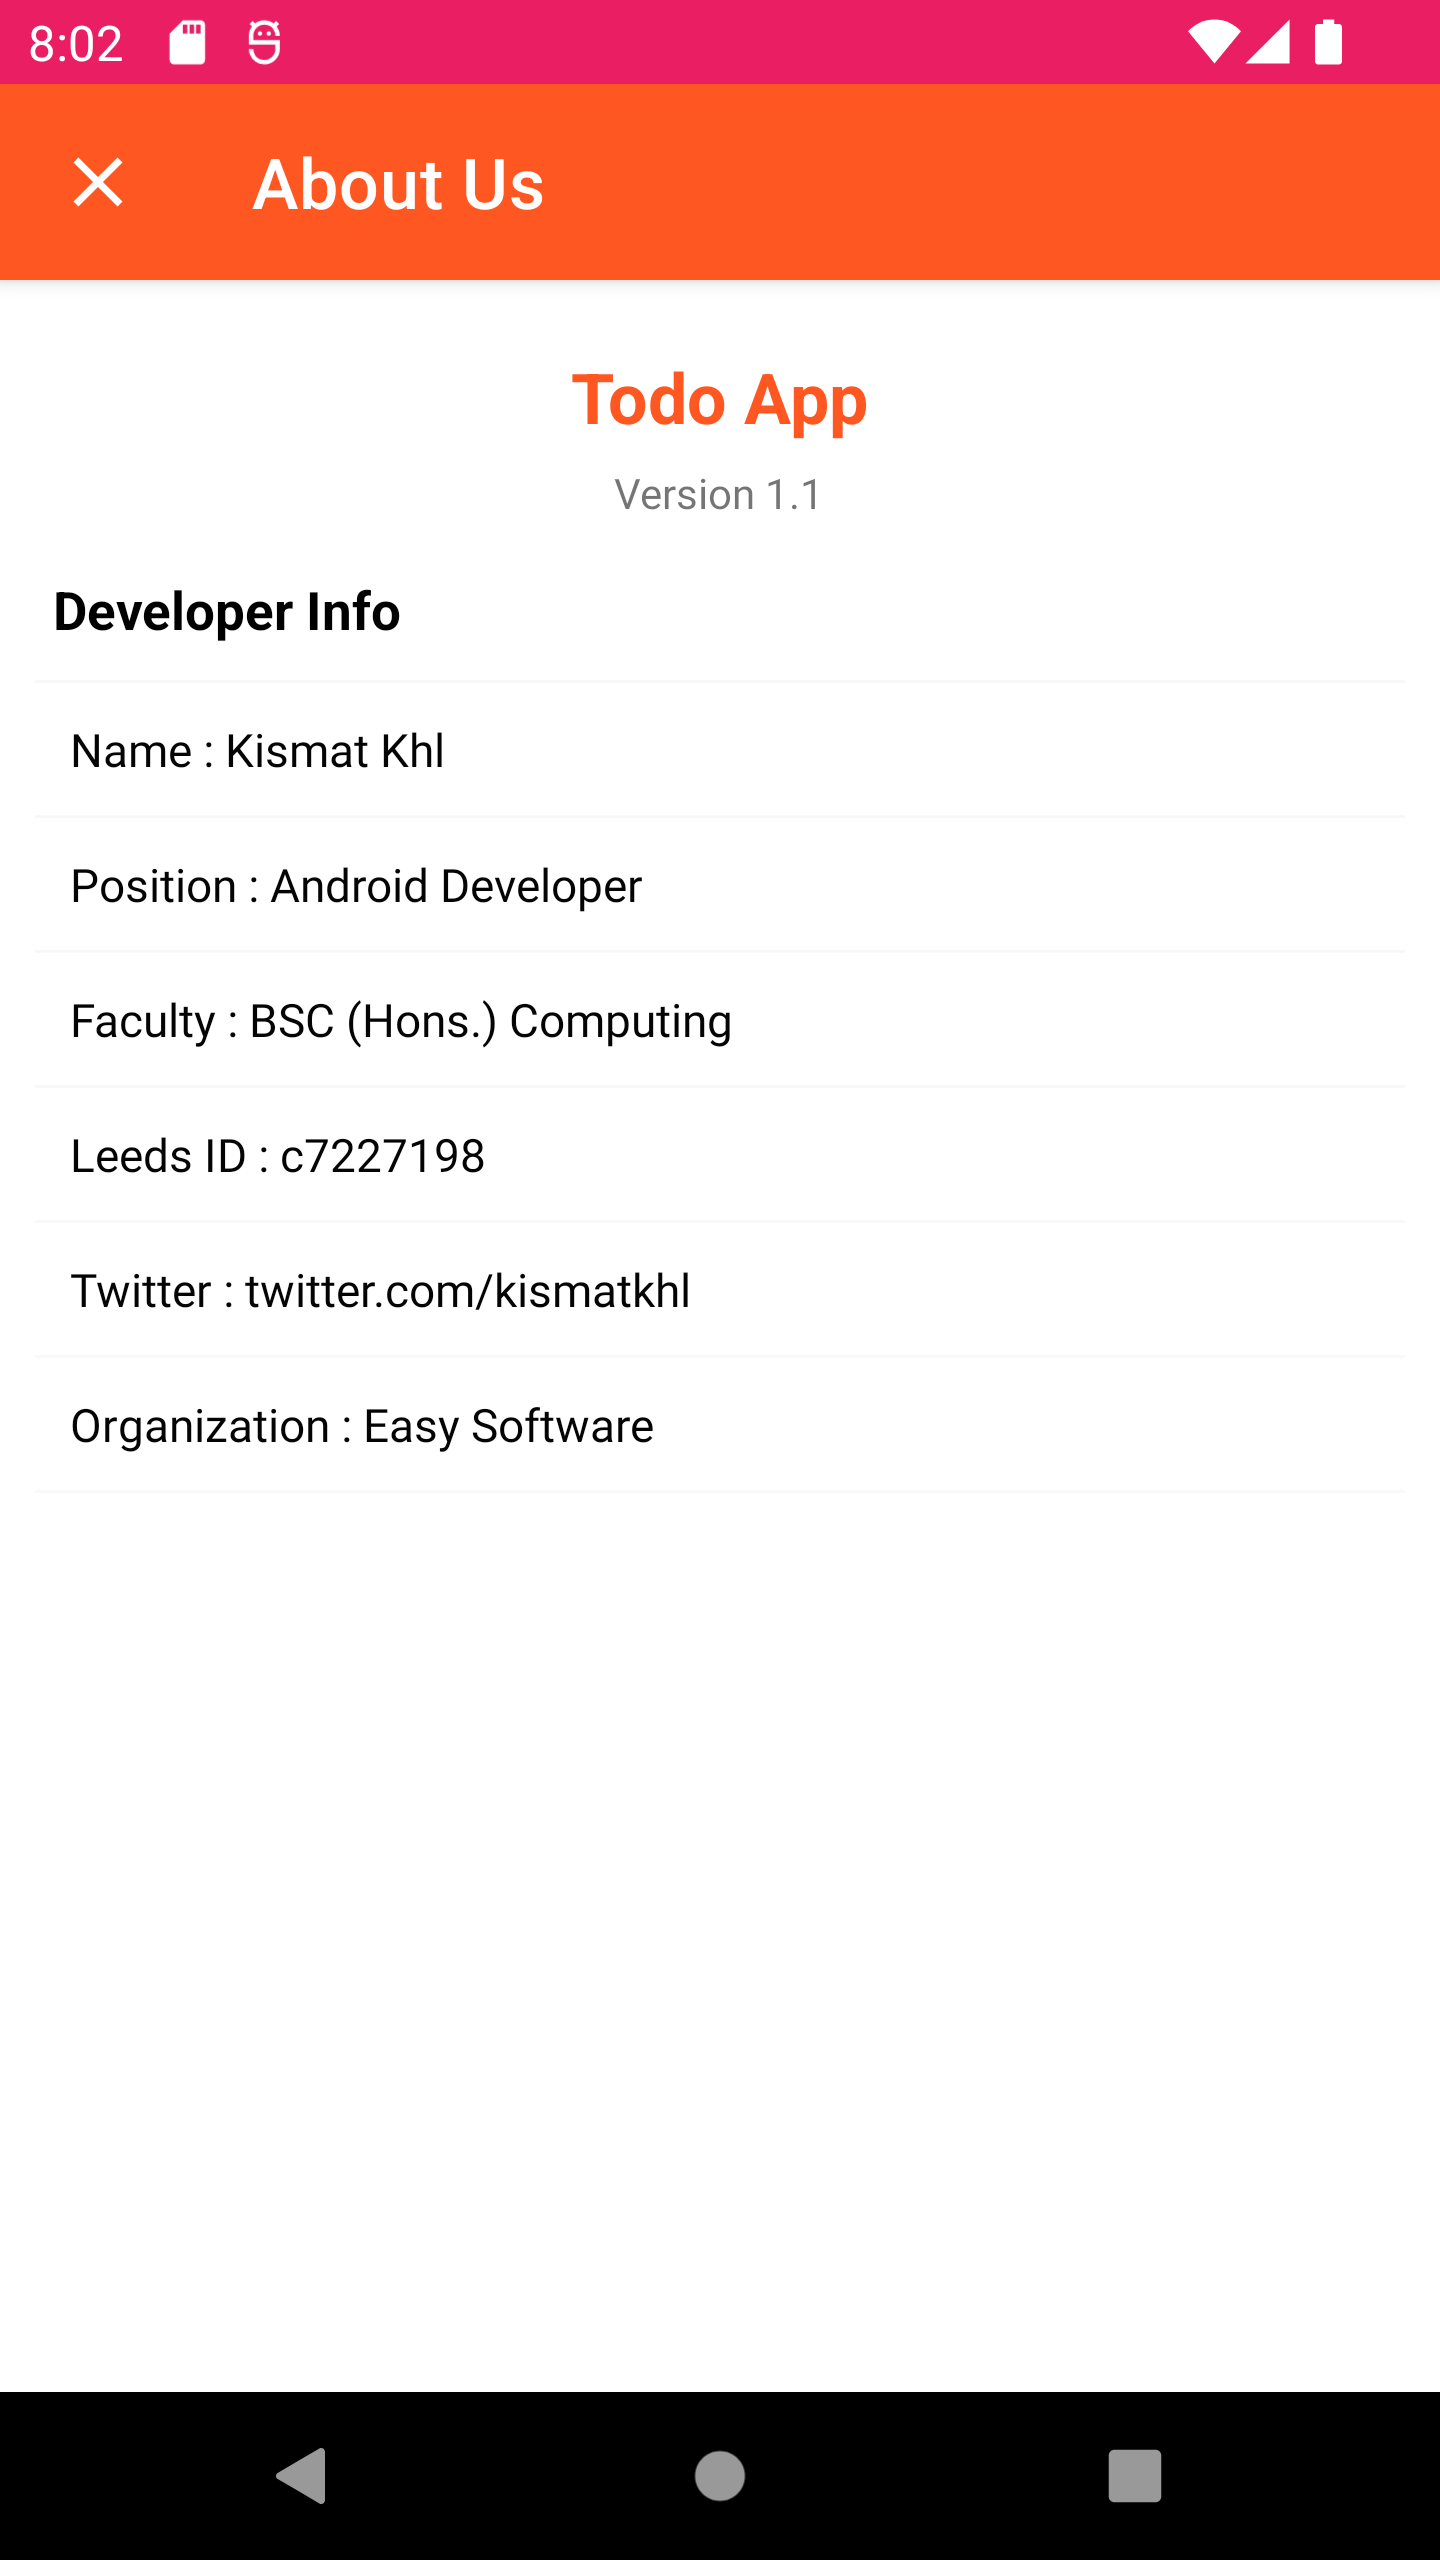 8:02
About Us
Todo App
Version 1.1
Developer Info
Name : Kismat Khl
Position : Android Developer
Faculty : BSC (Hons.) Computing
Leeds ID : c7227198
Twitter : twitter.com/kismatkhl
Organization : Easy Software